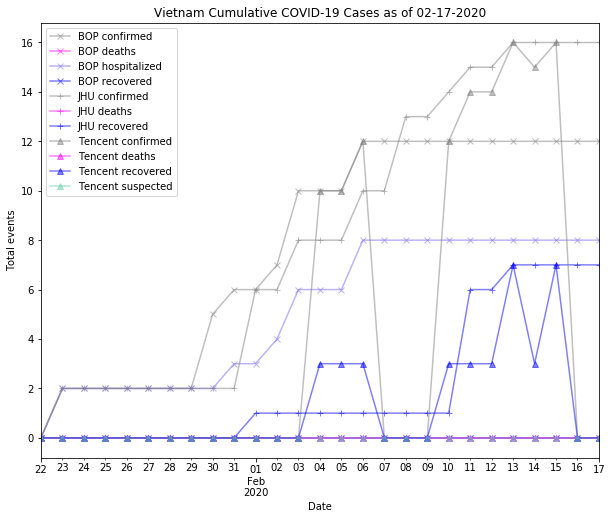 Vietnam Cumulative COVID-19 Cases as of 02-17-2020
BOP confirmed
BOP deaths
BOP hospitalized
BOP recovered
JHU confirmed
JHU deaths
JHU recovered
Tencent confirmed
Tencent deaths
Tencent recovered
Tencent suspected
Total events
16
14
12
10
8
6
4
2
0
22 23 24 25 26 27 28 29 30 31 01 02 03 04 05 06 07 08 09 10 11 12 13 14 15 16 17
Feb
2020
Date